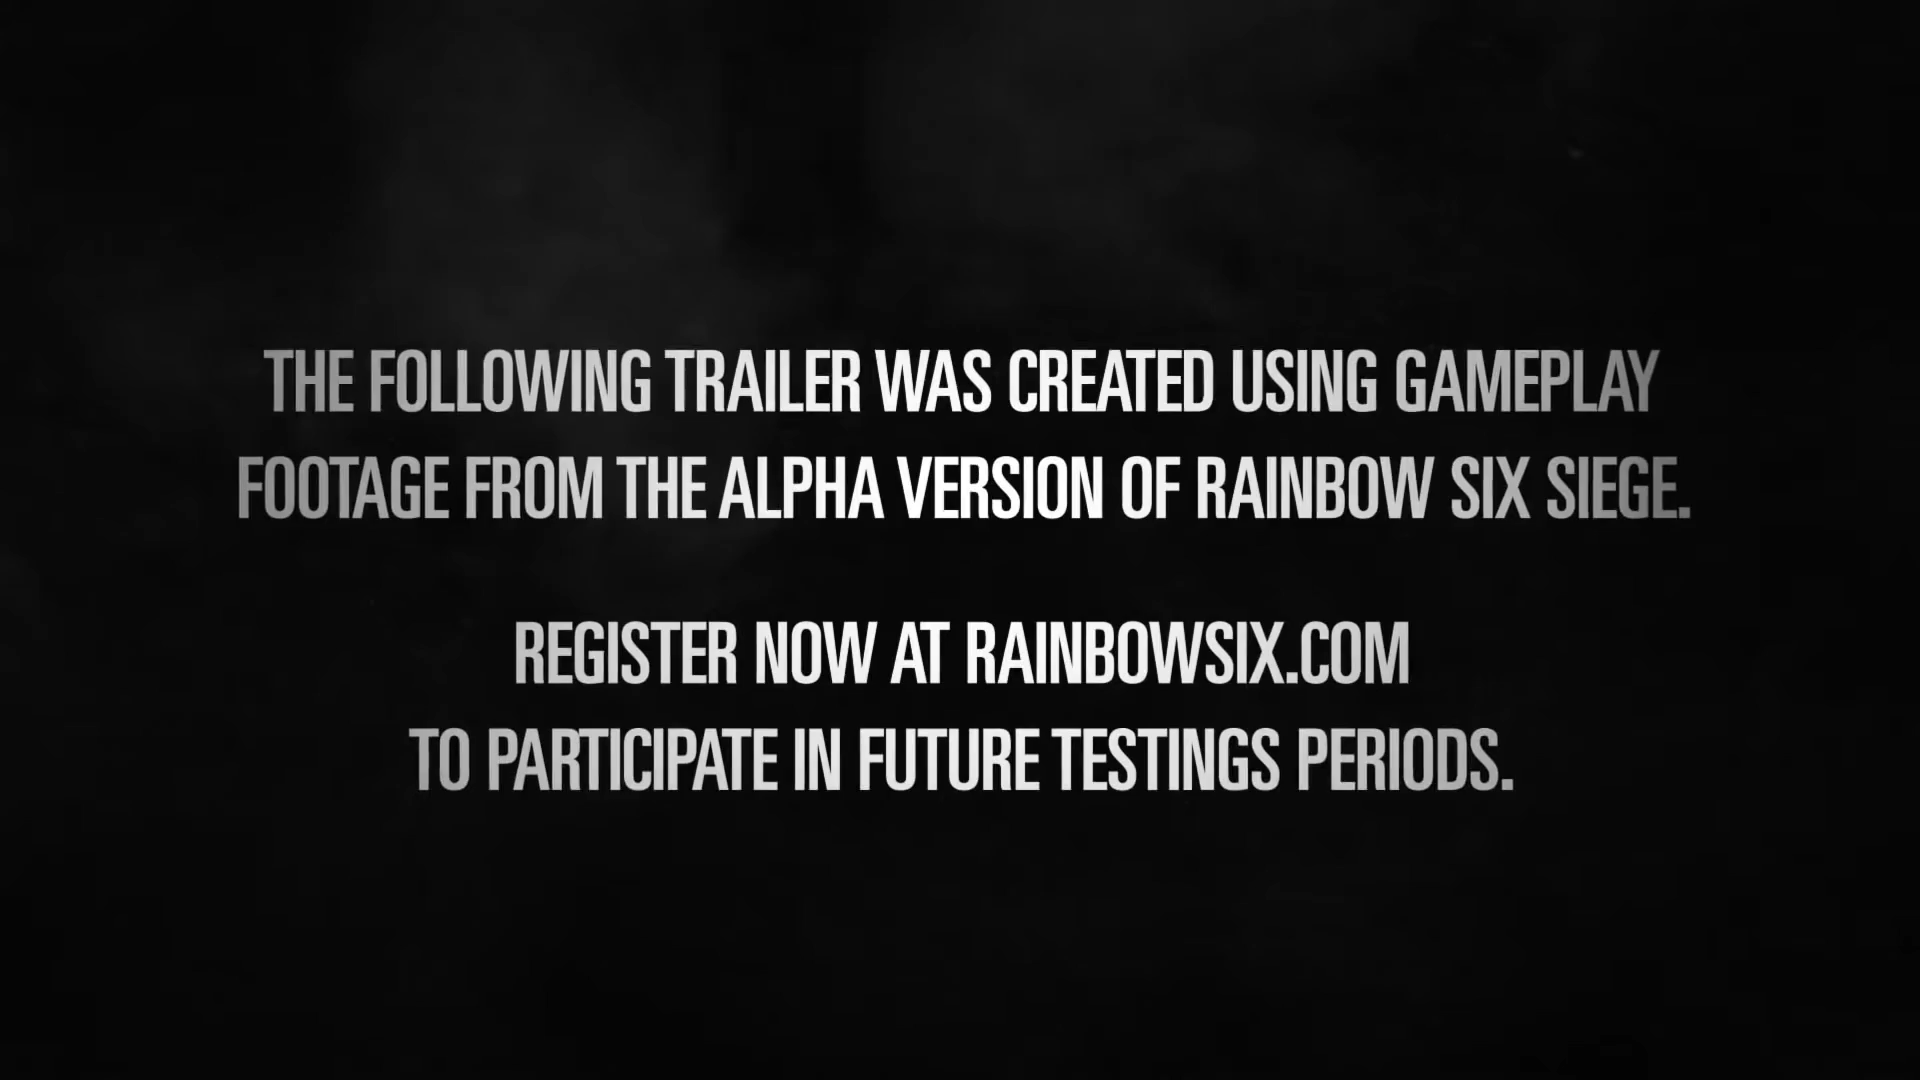 THE FOLLOWING TRAILER WAS CREATED USING GAMEPLAY
FOOTAGE FROM THE ALPHA VERSION OF RAINBOW SIX SIEGE.
REGISTER NOW AT RAINBOWSIX.COM
TO PARTICIPATE IN FUTURE TESTINGS PERIODS.